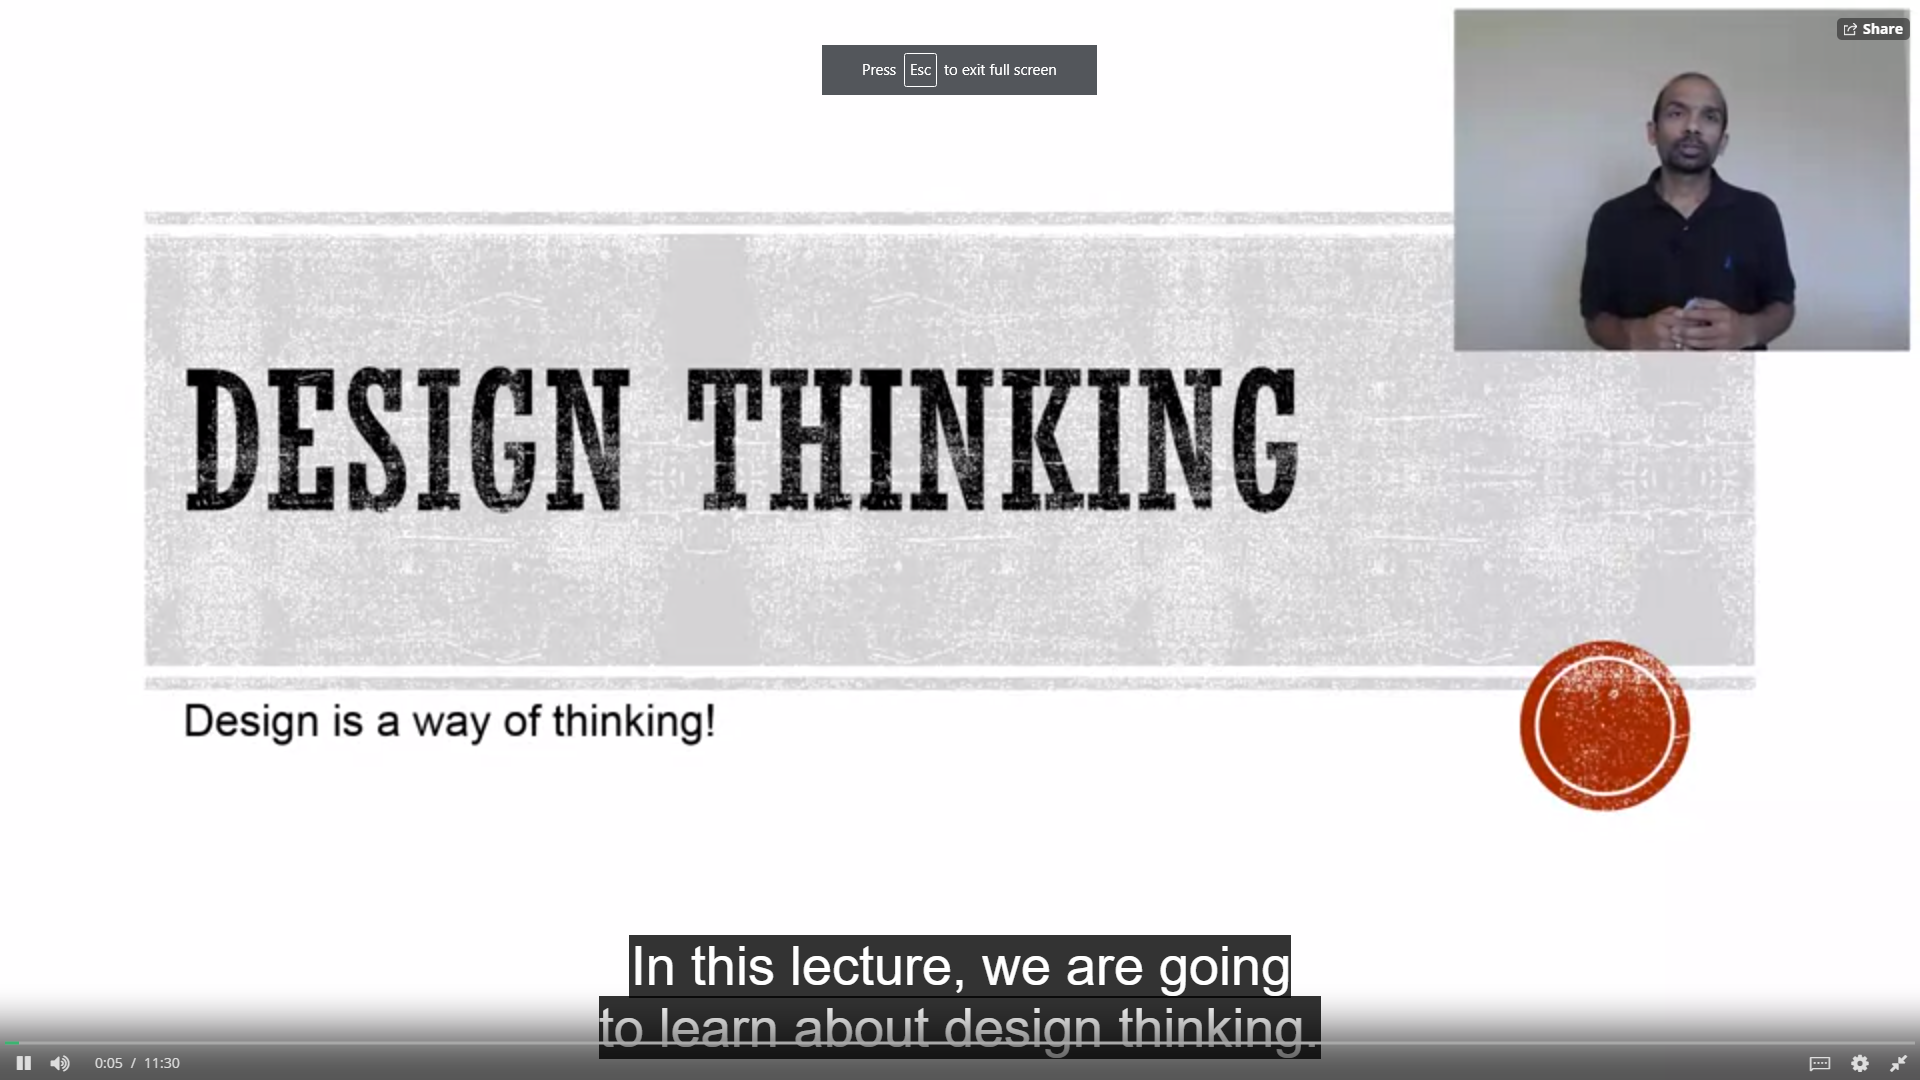 Share
Press Esc to exit full screen
DESIGN THINKING
Design is a way of thinking!
In this lecture, we are going
to learn about design thinking.
0:05 / 11:30